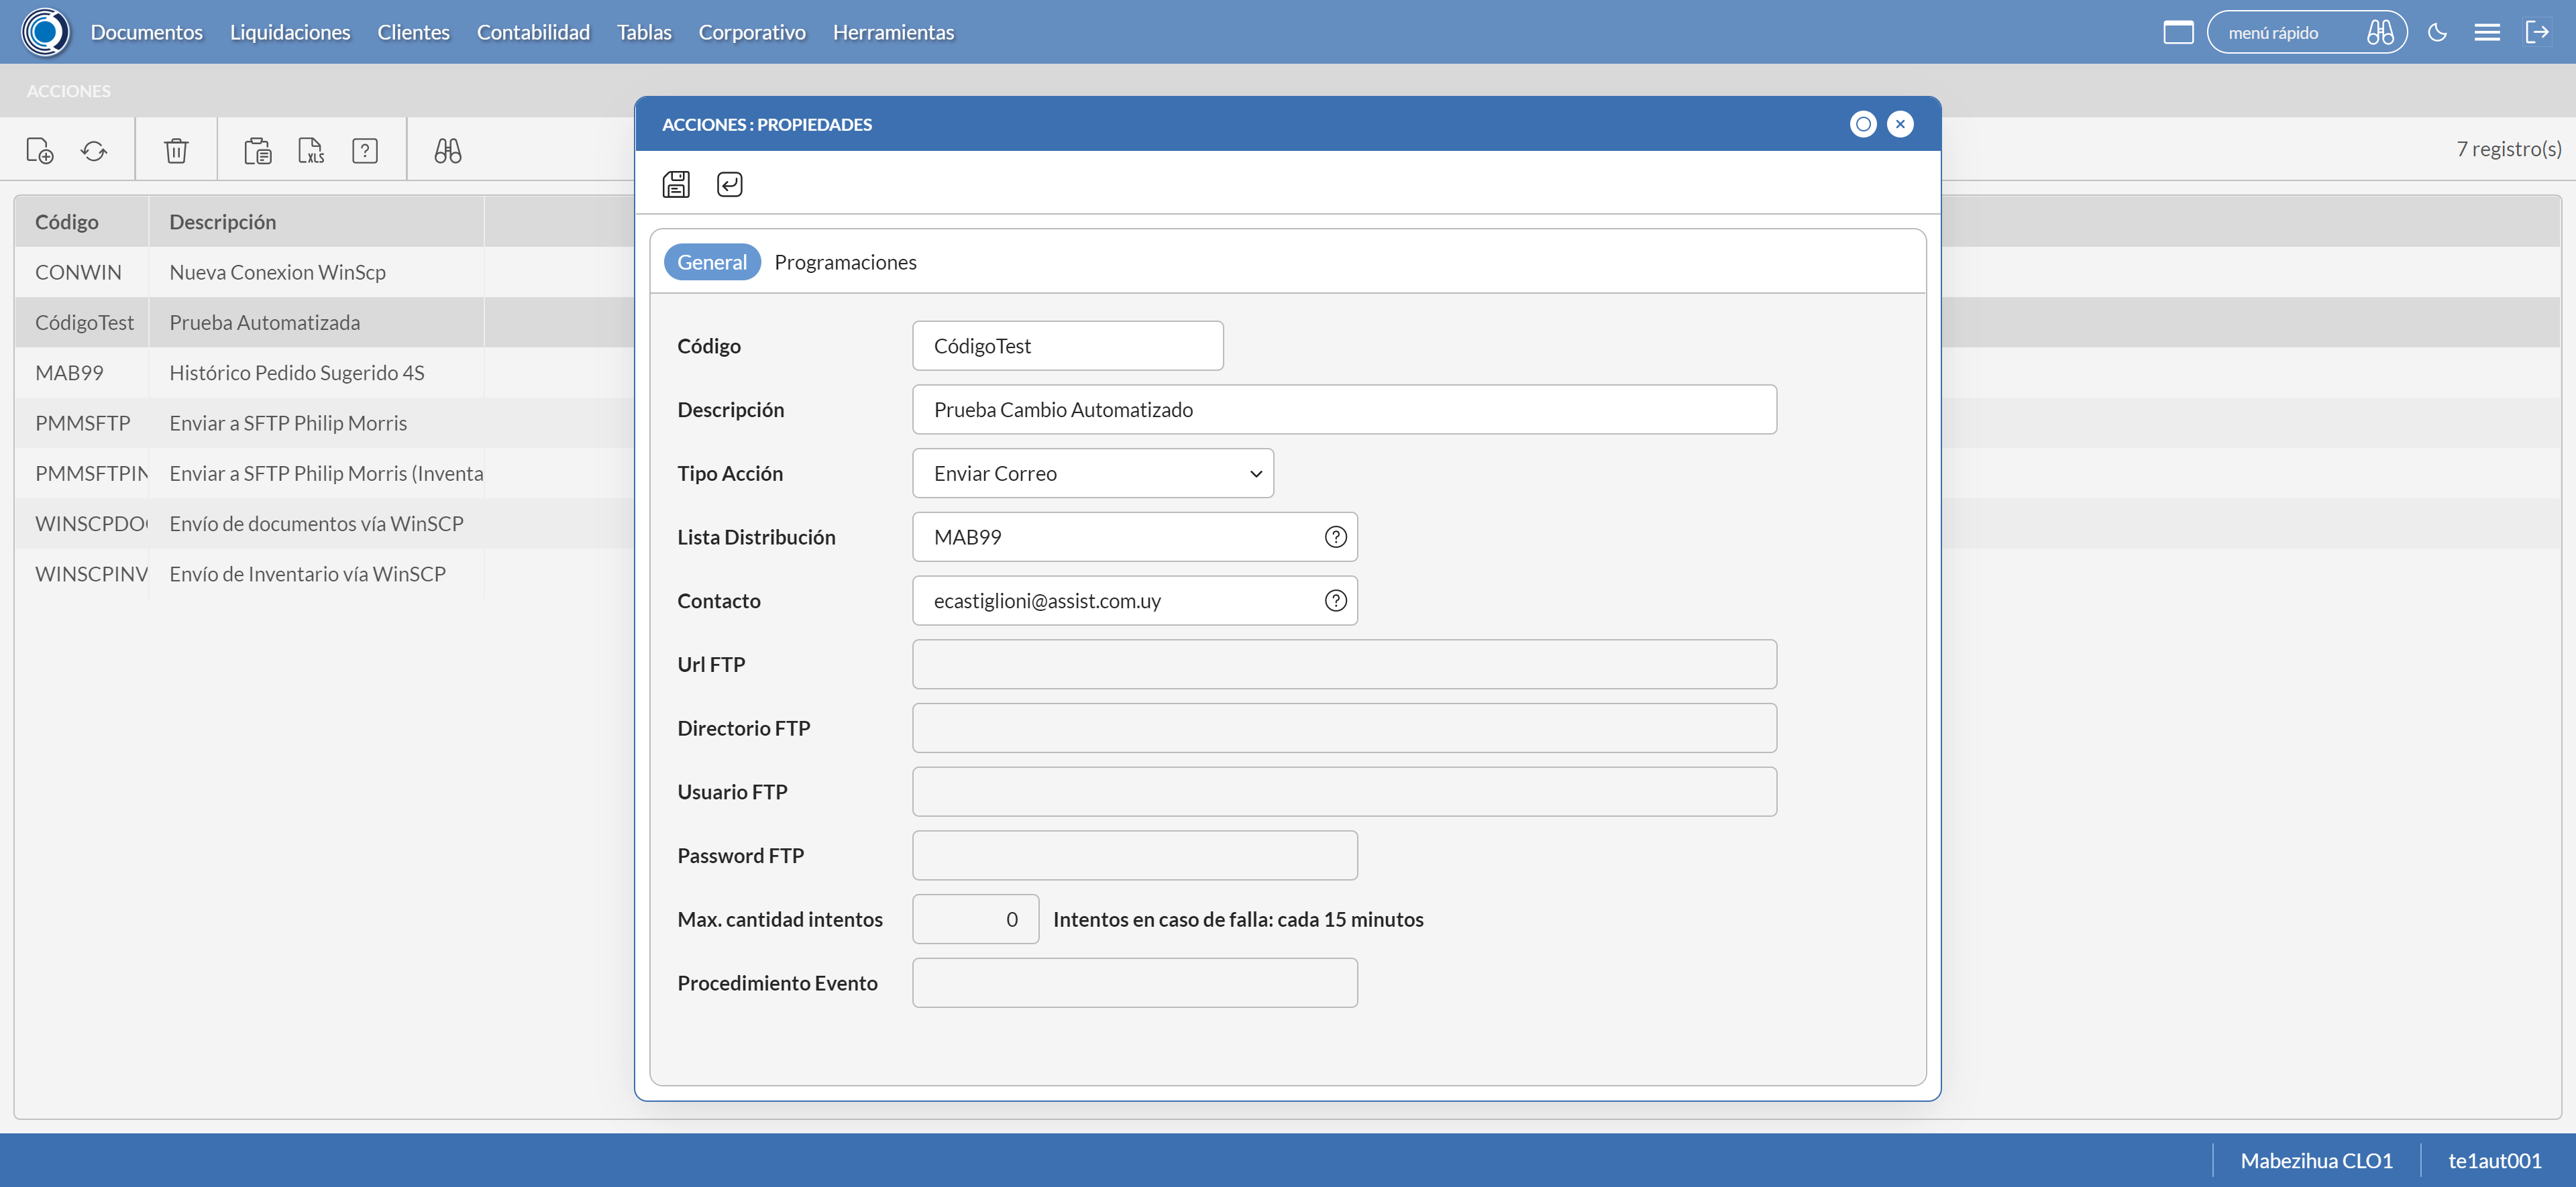 Documentos Liquidaciones Clientes Contabilidad Tablas Corporativo Herramientas menú rápido
ACCIONES
XLS ? 7 registro(s)
Código Descripción
CONWIN Nueva Conexion WinScp
CódigoTest Prueba Automatizada
MAB99 Histórico Pedido Sugerido 4S
PMMSFTP Enviar a SFTP Philip Morris
PMMSFTPIN Enviar a SFTP Philip Morris (Inventa
WINSCPDO Envío de documentos vía WinSCP
WINSCPINV Envío de Inventario vía WinSCP
ACCIONES : PROPIEDADES
General Programaciones
Código CódigoTest
Descripción Prueba Cambio Automatizado
Tipo Acción Enviar Correo
Lista Distribución MAB99 ?
Contacto ecastiglioni@assist.com.uy ?
Url FTP
Directorio FTP
Usuario FTP
Password FTP
Max. cantidad intentos 0 Intentos en caso de falla: cada 15 minutos
Procedimiento Evento
Mabezihua CLO1 te1aut001